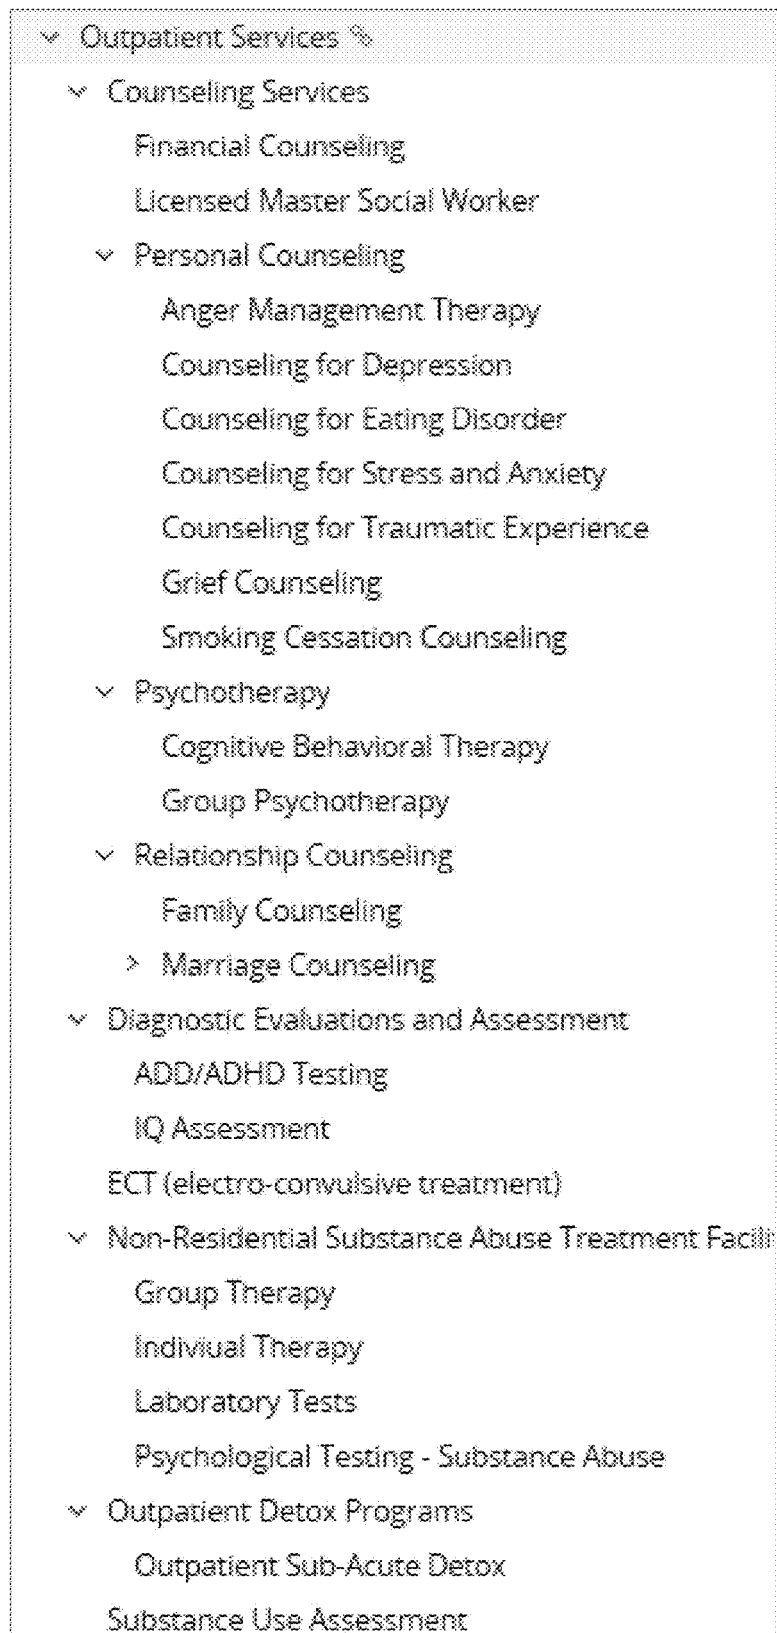 Outpatient Services
Counseling Services
Financial Counseling
Licensed Master Social Worker
Personal Counseling
Anger Management Therapy
Counseling for Depression
Counseling for Eating Disorder
Counseling for Stress and Anxiety
Counseling for Traumatic Experience
Grief Counseling
Smoking Cessation Counseling
Psychotherapy
Cognitive Behavioral Therapy
Group Psychotherapy
Relationship Counseling
Family Counseling
Marriage Counseling
Diagnostic Evaluations and Assessment
ADD/ADHD Testing
IQ Assessment
ECT (electro-convulsive treatment)
Non-Residential Substance Abuse Treatment Facili
Group Therapy
Indiviual Therapy
Laboratory Tests
Psychological Testing - Substance Abuse
Outpatient Detox Programs
Outpatient Sub-Acute Detox
Substance Use Assessment